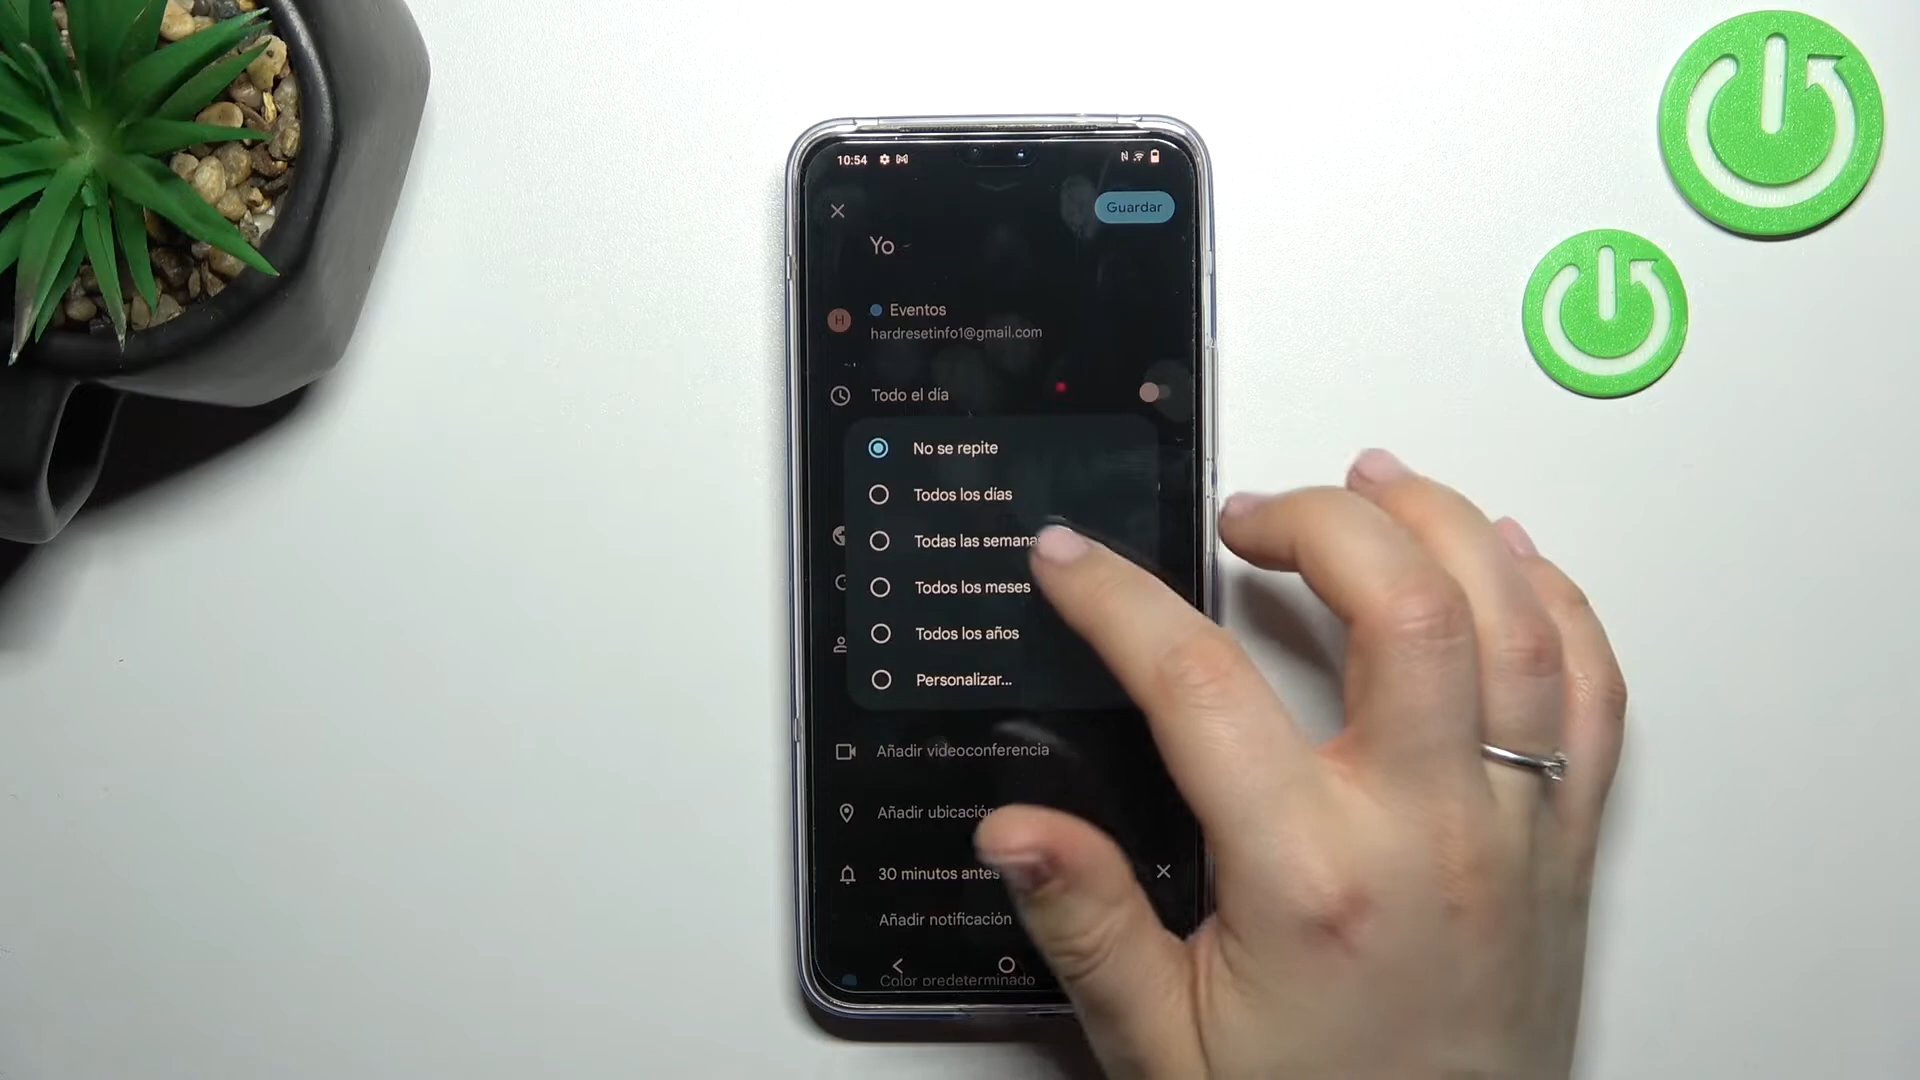 10:54
Guardar
Yo
H
Eventos
hardresetinfo1@gmail.com
Todo el día
No se repite
Todos los días
Todas las semanas
Todos los meses
Todos los años
Personalizar...
Añadir videoconferencia
Añadir ubicación
30 minutos antes
Añadir notificación
Color predeterminado